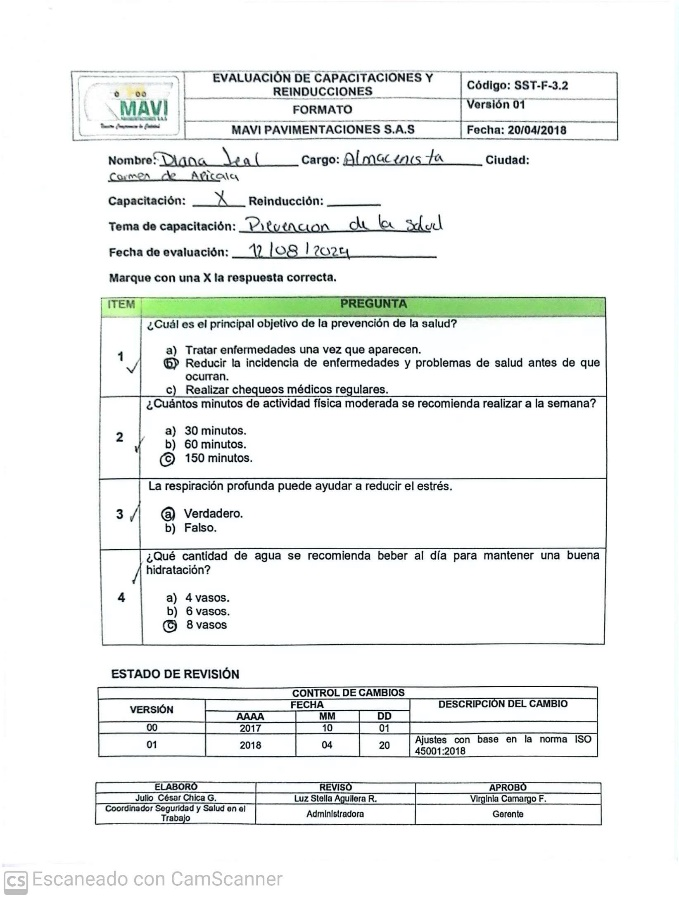 EVALUACIÓN DE CAPACITACIONES Y REINDUCCIONES
Código: SST-F-3.2
MAVI
PAVIMENTACIONES S.A.S
FORMATO
Versión 01
MAVI PAVIMENTACIONES S.A.S
Fecha: 20/04/2018
Nombre: Diana Leal Cargo: Almacenista Ciudad:
Carmen de Apicala
Capacitación: X Reinducción:
Tema de capacitación: Prevencion de la salud
Fecha de evaluación: 12/08/2024
Marque con una X la respuesta correcta.
ITEM PREGUNTA
¿Cuál es el principal objetivo de la prevención de la salud?
1
a) Tratar enfermedades una vez que aparecen.
b) Reducir la incidencia de enfermedades y problemas de salud antes de que
ocurran.
c) Realizar chequeos médicos regulares.
¿Cuántos minutos de actividad física moderada se recomienda realizar a la semana?
2
a) 30 minutos.
b) 60 minutos.
c) 150 minutos.
La respiración profunda puede ayudar a reducir el estrés.
3
a) Verdadero.
b) Falso.
¿Qué cantidad de agua se recomienda beber al día para mantener una buena
hidratación?
4
a) 4 vasos.
b) 6 vasos.
c) 8 vasos
ESTADO DE REVISIÓN
CONTROL DE CAMBIOS
VERSIÓN FECHA DESCRIPCIÓN DEL CAMBIO
AAAA MM DD
00 2017 10 01
01 2018 04 20 Ajustes con base en la norma ISO
45001:2018
ELABORÓ REVISÓ APROBÓ
Julio César Chica G. Luz Stella Aguilera R. Virginia Camargo F.
Coordinador Seguridad y Salud en el
Trabajo Administradora Gerente
CS Escaneado con CamScanner